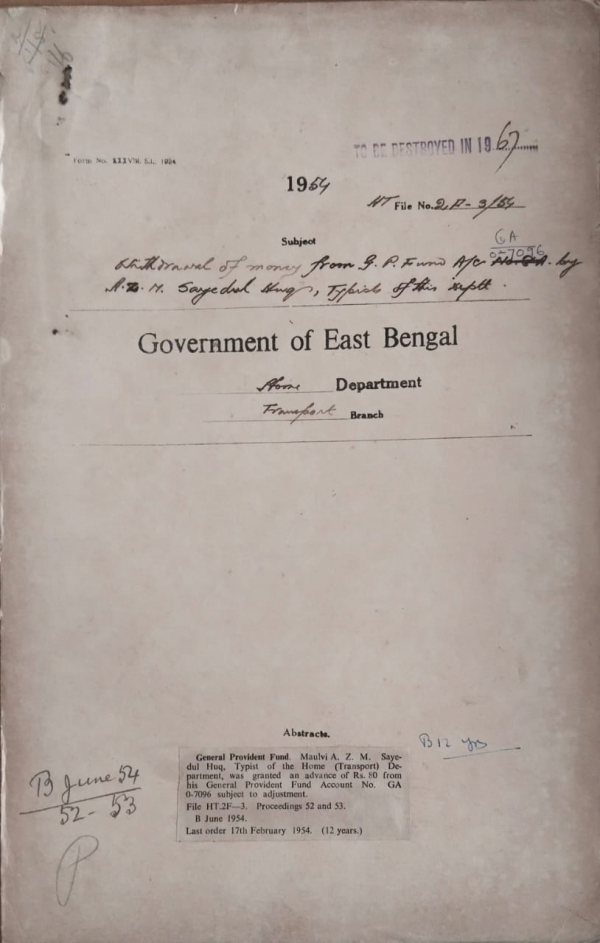 Form No. XXXVIII, S.L. 1934
TO BE DESTROYED IN 1967
1954
HT File No. 2F-3/54
Subject
GA
0-7096
Withdrawal of money from G. P. Fund A/c by
A. Z. M. Sayedul Huq, Typist of this Deptt.
Government of East Bengal
Home Department
Transport Branch
Abstracts.
B 12 yrs
General Provident Fund. Maulvi A. Z. M. Saye-
dul Huq, Typist of the Home (Transport) De-
partment, was granted an advance of Rs. 80 from
his General Provident Fund Account No. GA
0-7096 subject to adjustment.
File HT.2F—3. Proceedings 52 and 53.
B June 1954.
Last order 17th February 1954. (12 years.)
B June 54
52 - 53
P